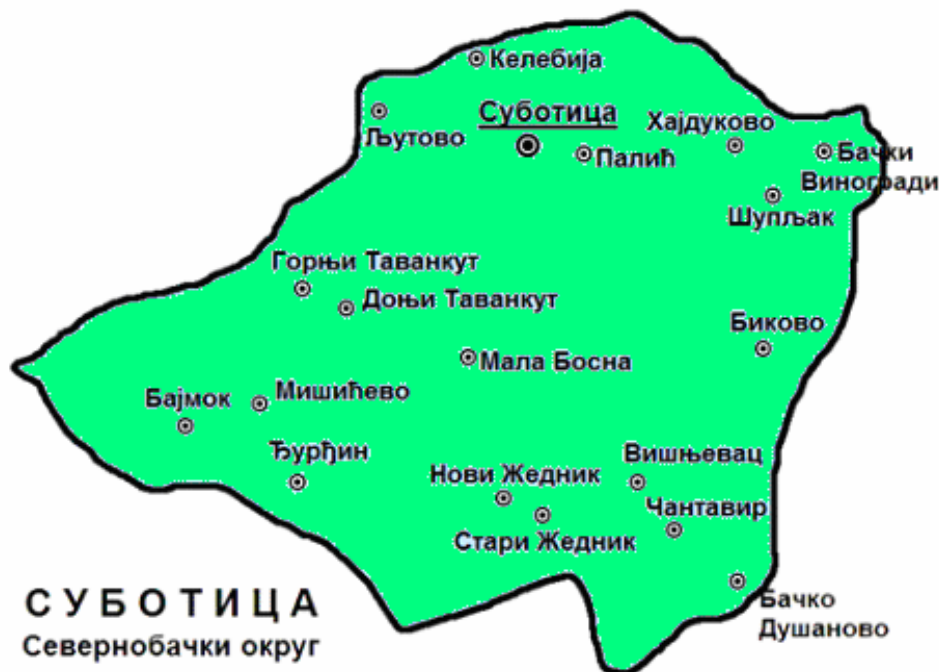 Келебија
Суботица
Љутово
Хајдуково
Палић
Бачки
Виногради
Шупљак
Горњи Таванкут
Доњи Таванкут
Биково
Мала Босна
Бајмок
Мишићево
Ђурђин
Нови Жедник
Вишњевац
Чантавир
Стари Жедник
Бачко
Душаново
СУБОТИЦА
Севернобачки округ